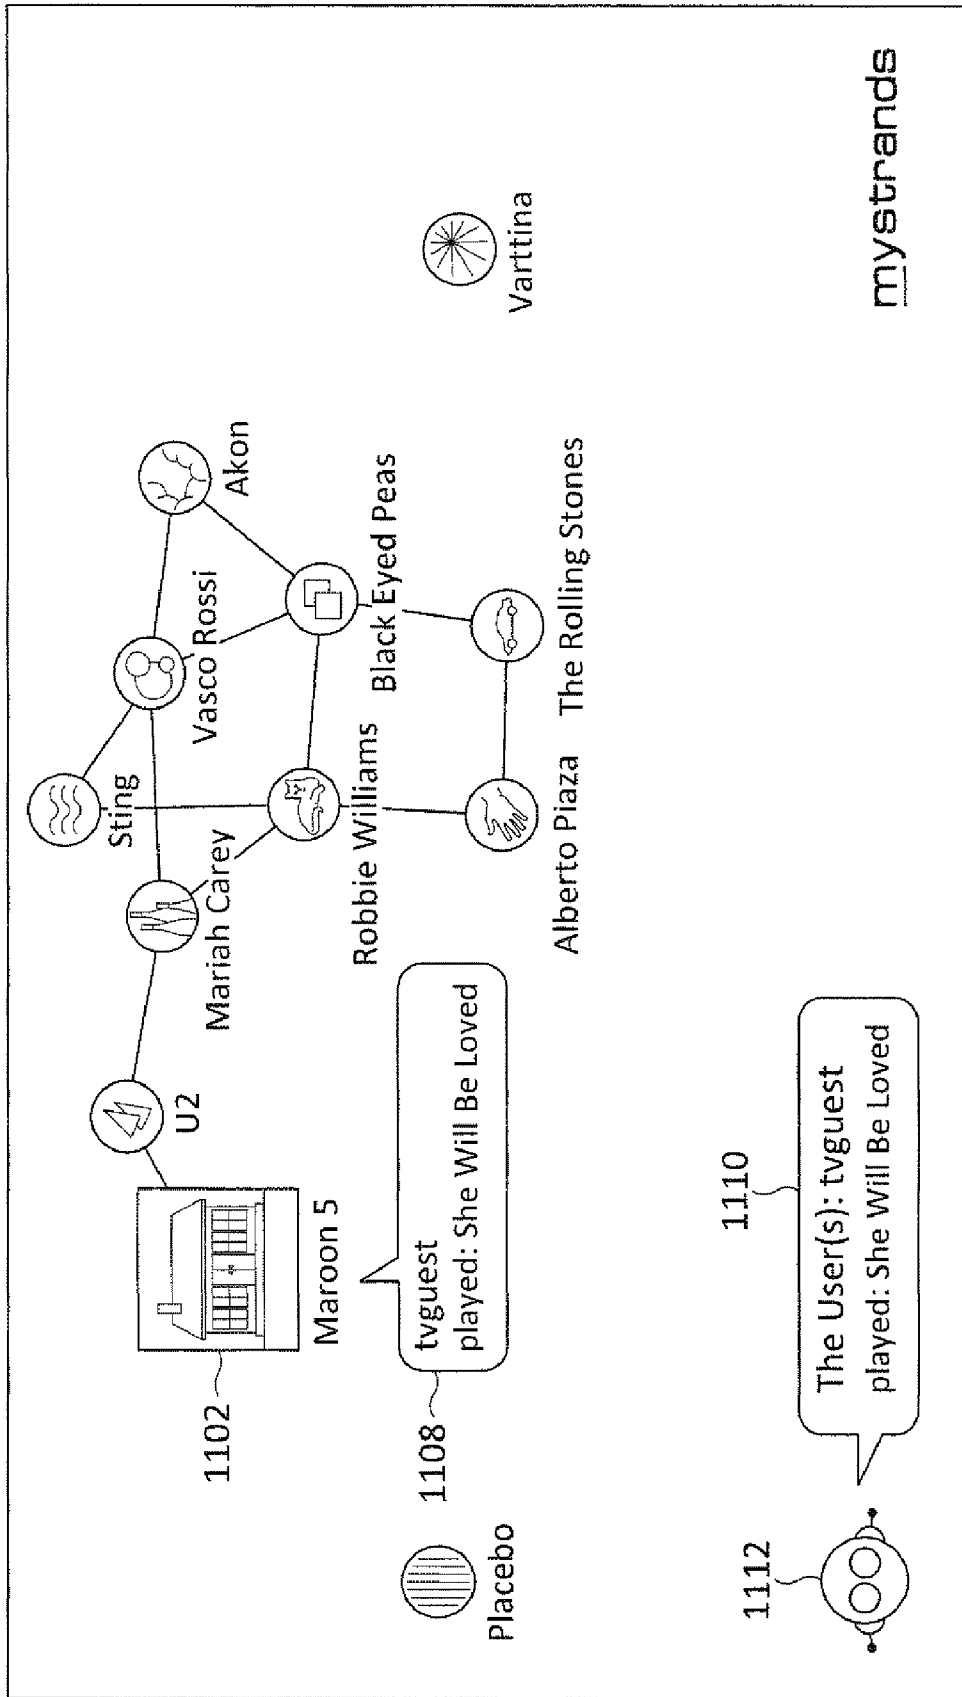 Sting
Vasco Rossi
Akon
U2
Mariah Carey
1102
Maroon 5
Robbie Williams
Black Eyed Peas
Varttina
1108
tvguest
played: She Will Be Loved
Placebo
Alberto Plaza
The Rolling Stones
1110
1112
The User(s): tvguest
played: She Will Be Loved
mystrands